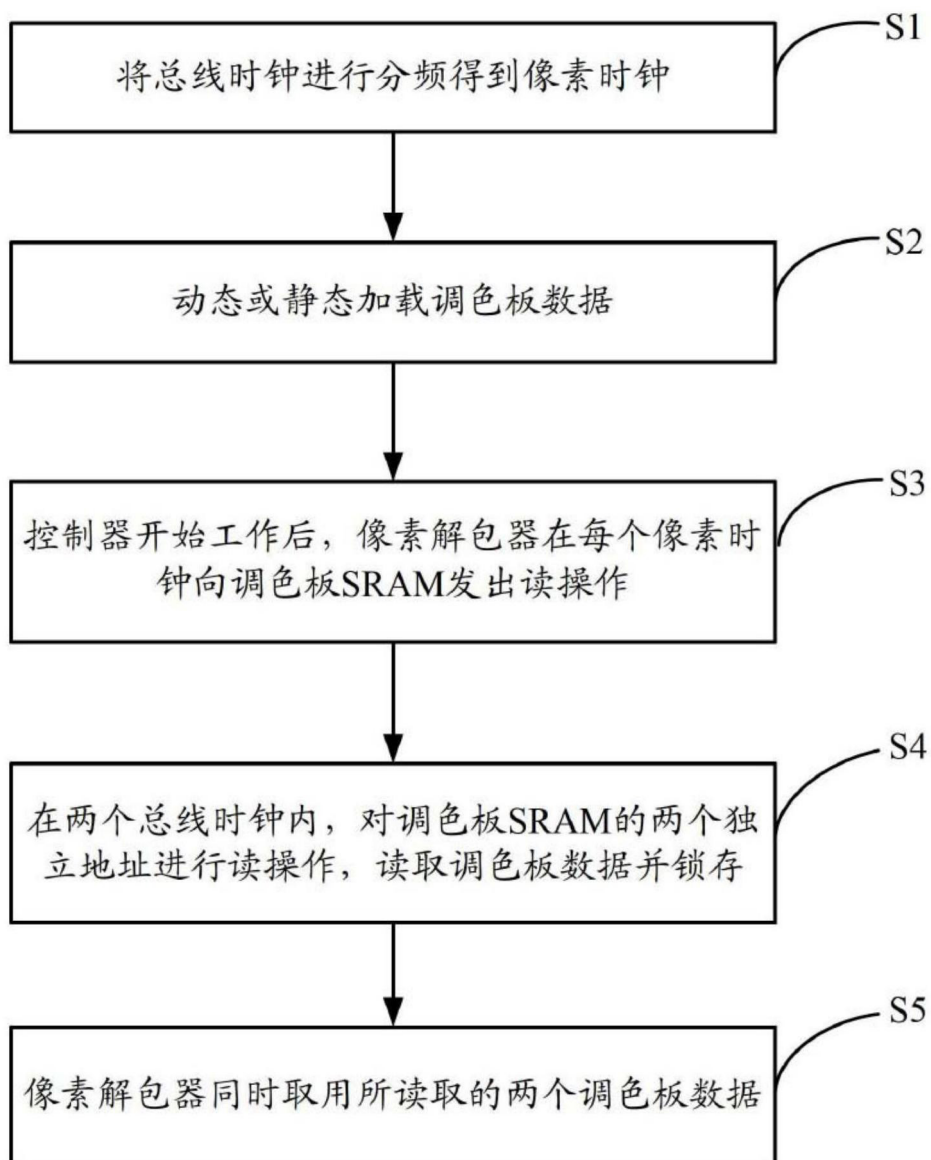 S1
将总线时钟进行分频得到像素时钟
S2
动态或静态加载调色板数据
S3
控制器开始工作后，像素解包器在每个像素时
钟向调色板SRAM发出读操作
S4
在两个总线时钟内，对调色板SRAM的两个独
立地址进行读操作，读取调色板数据并锁存
S5
像素解包器同时取用所读取的两个调色板数据